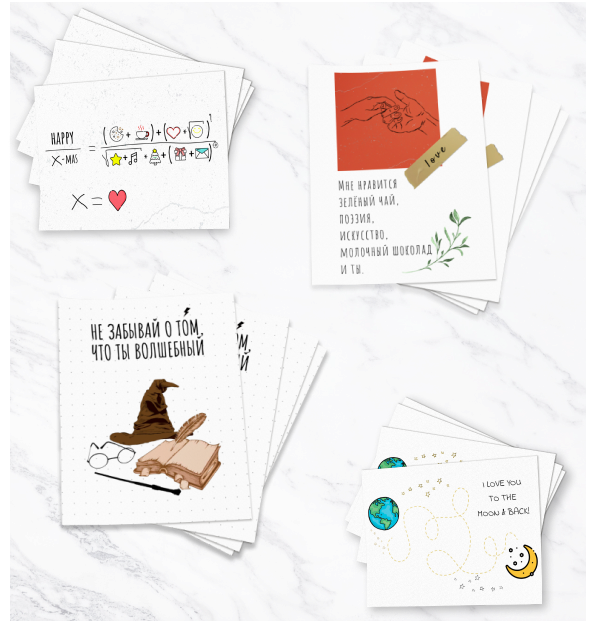 HAPPY
X-MAS
=
X =
love
Мне нравится
зелёный чай,
поэзия,
искусство,
молочный шоколад
и ты.
НЕ ЗАБЫВАЙ О ТОМ,
ЧТО ТЫ ВОЛШЕБНЫЙ
М,
Й
I LOVE YOU
TO THE
MOON & BACK!